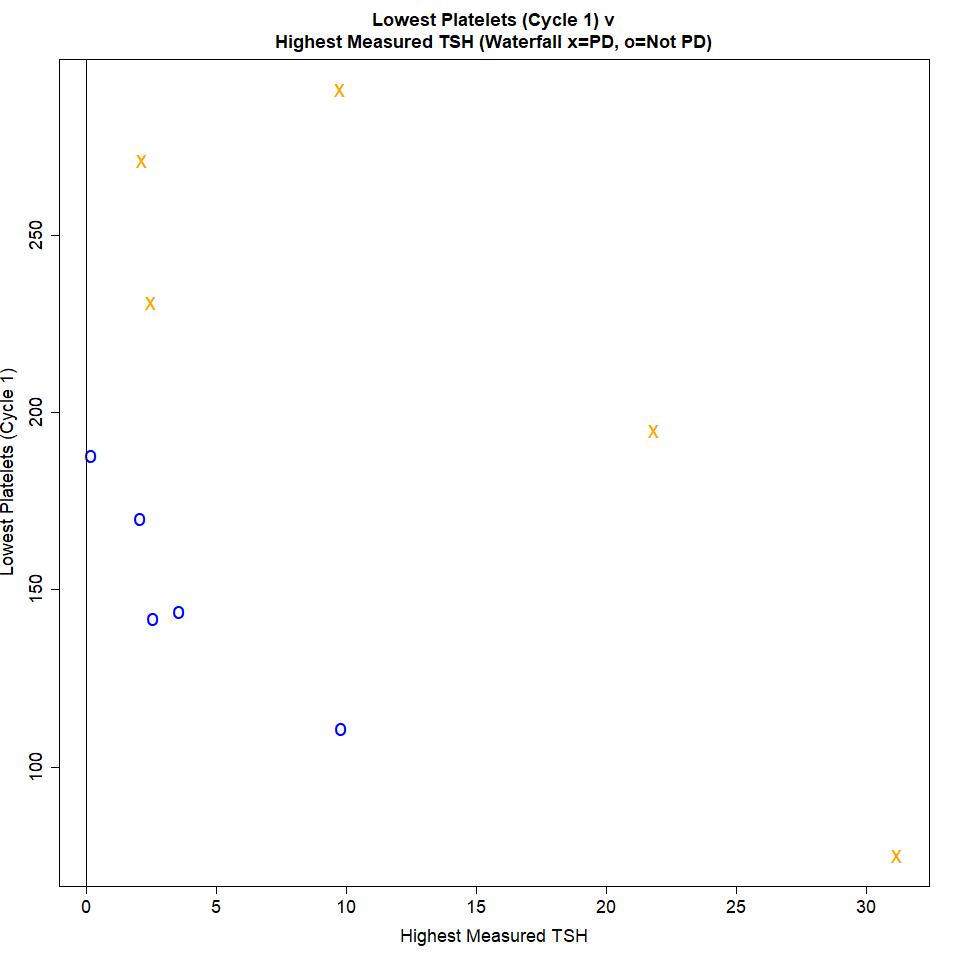 Lowest Platelets (Cycle 1) v
Highest Measured TSH (Waterfall x=PD, o=Not PD)
X
X
250
X
200
X
O
O
150
O
O
O
100
X
Lowest Platelets (Cycle 1)
0 5 10 15 20 25 30
Highest Measured TSH